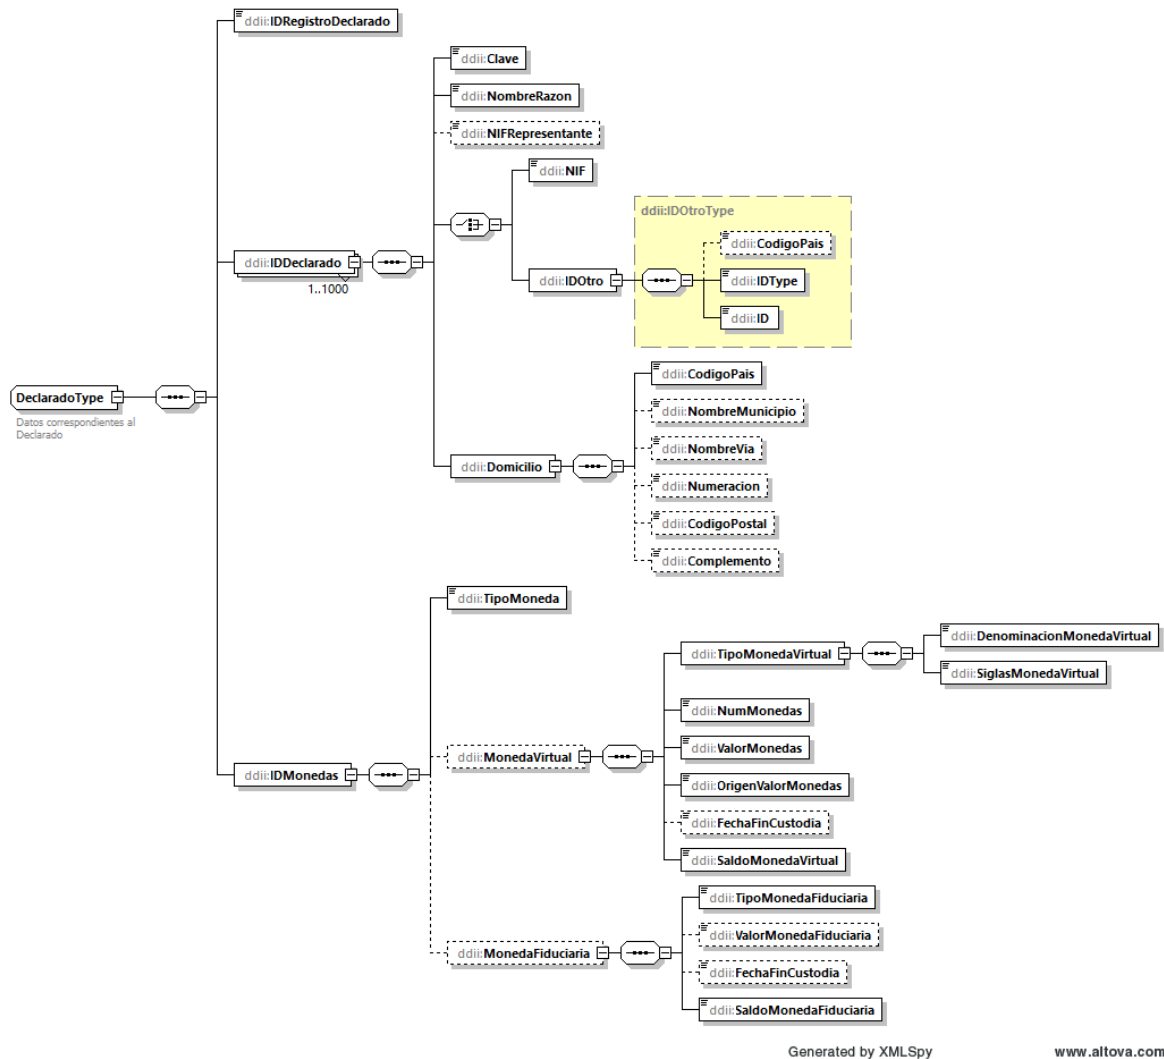 ddii:IDRegistroDeclarado
ddii:Clave
ddii:NombreRazon
ddii:NIFRepresentante
ddii:NIF
ddii:IDOtroType
ddii:CodigoPais
ddii:IDDeclarado
ddii:IDOtro
ddii:IDType
1..1000
ddii:ID
ddii:CodigoPais
DeclaradoType
Datos correspondientes al
Declarado
ddii:NombreMunicipio
ddii:NombreVia
ddii:Domicilio
ddii:Numeracion
ddii:CodigoPostal
ddii:Complemento
ddii:TipoMoneda
ddii:TipoMonedaVirtual
ddii:DenominacionMonedaVirtual
ddii:SiglasMonedaVirtual
ddii:NumMonedas
ddii:IDMonedas
ddii:MonedaVirtual
ddii:ValorMonedas
ddii:OrigenValorMonedas
ddii:FechaFinCustodia
ddii:SaldoMonedaVirtual
ddii:TipoMonedaFiduciaria
ddii:ValorMonedaFiduciaria
ddii:MonedaFiduciaria
ddii:FechaFinCustodia
ddii:SaldoMonedaFiduciaria
Generated by XMLSpy www.altova.com